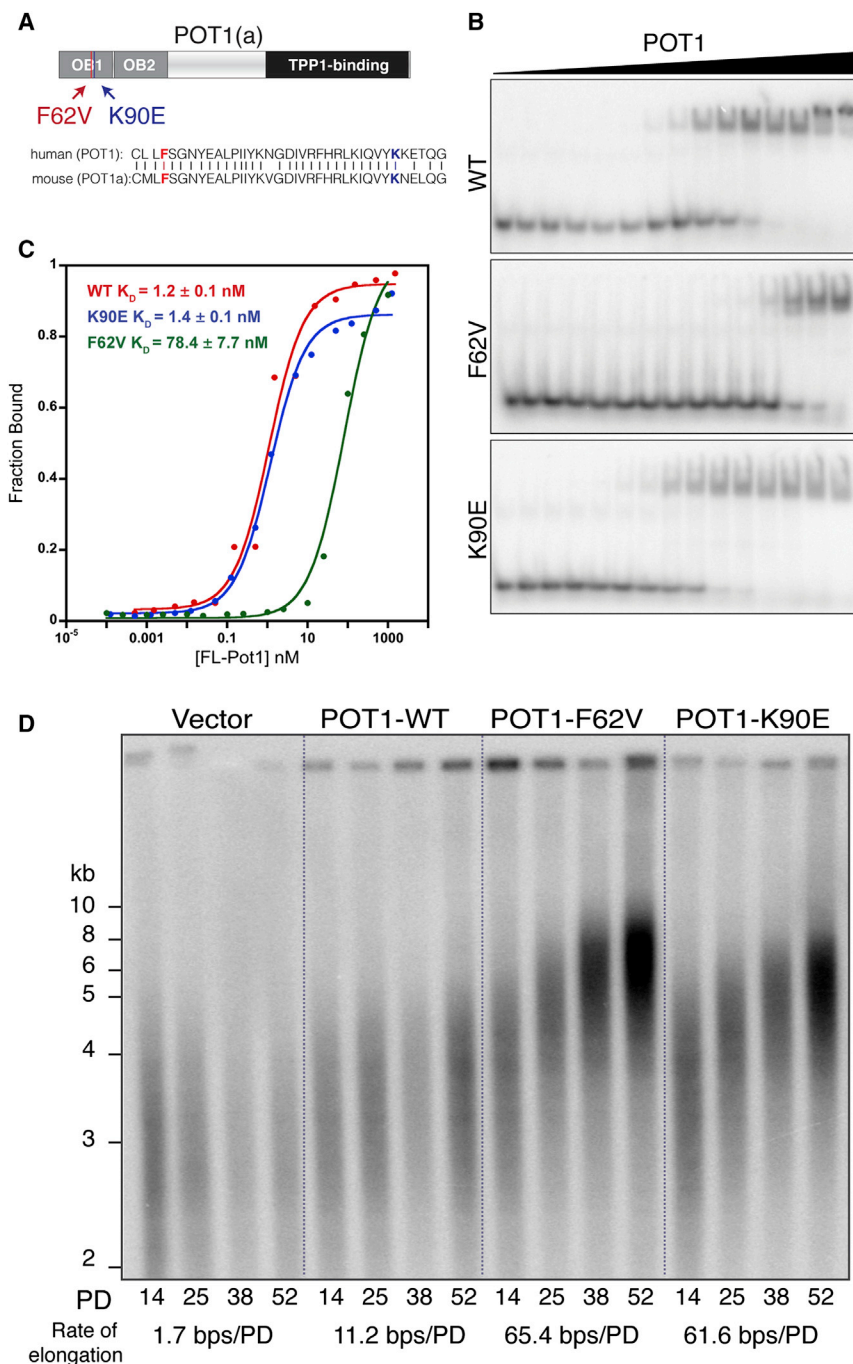 A
POT1(a)
OB1 OB2 TPP1-binding
F62V K90E
human (POT1): CLLFSGNYEALPIIYKNGDIVRFHRLKIQVYKKETQG
mouse (POT1a): CMLFSGNYEALPIIYKVGDIVRFHRLKIQVYKNELQG
B
POT1
WT
F62V
K90E
C
WT KD = 1.2 ± 0.1 nM
K90E KD = 1.4 ± 0.1 nM
F62V KD = 78.4 ± 7.7 nM
Fraction Bound
1
0.8
0.6
0.4
0.2
0
10-5 0.001 0.1 10 1000
[FL-Pot1] nM
D
Vector POT1-WT POT1-F62V POT1-K90E
kb
10
8
6
5
4
3
2
PD 14 25 38 52 14 25 38 52 14 25 38 52 14 25 38 52
Rate of
elongation
1.7 bps/PD 11.2 bps/PD 65.4 bps/PD 61.6 bps/PD